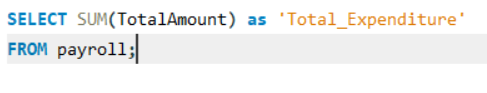 SELECT SUM(TotalAmount) as 'Total_Expenditure'
FROM payroll;